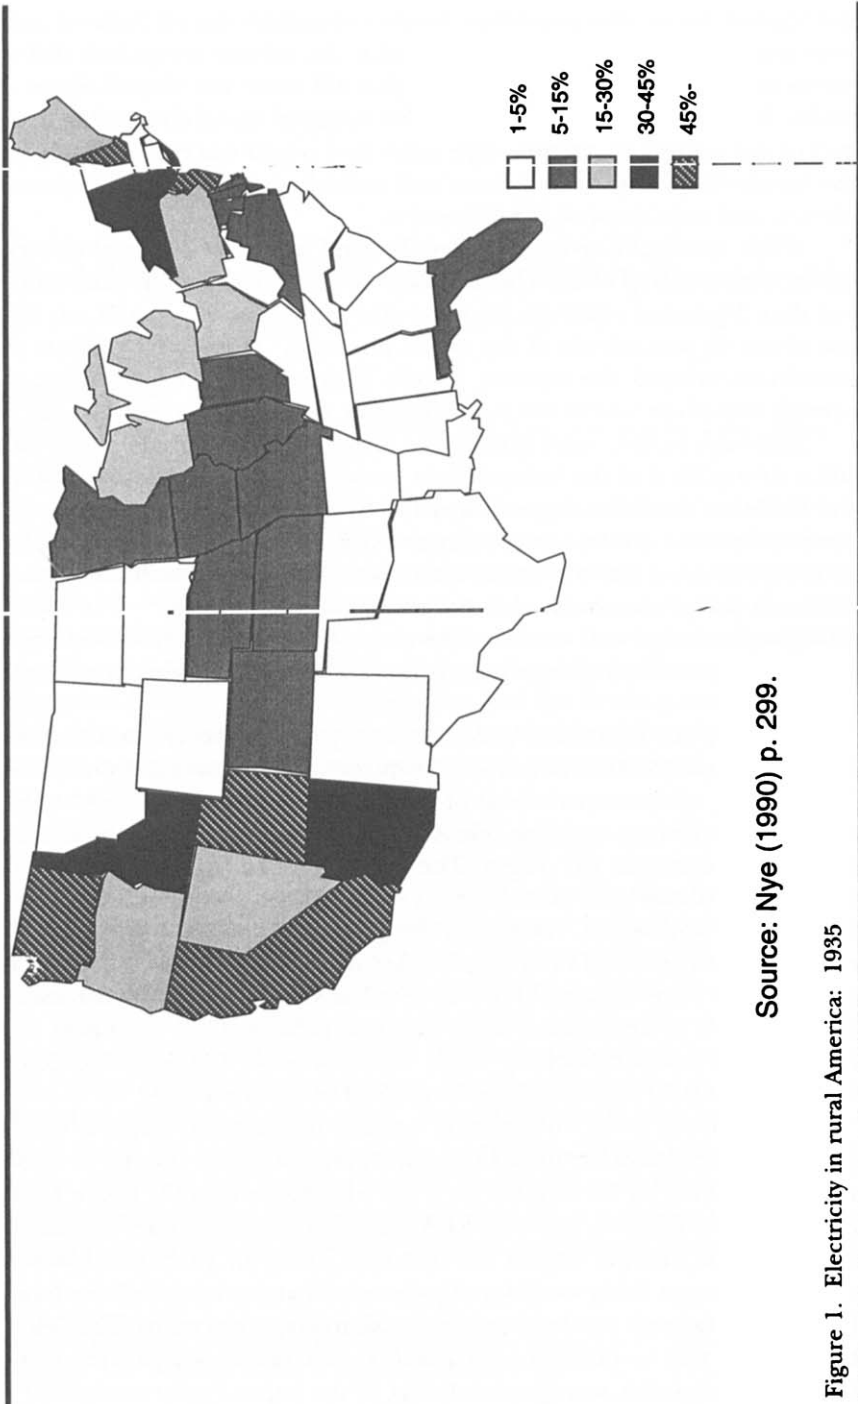 1-5%
5-15%
15-30%
30-45%
45%-
Source: Nye (1990) p. 299.
Figure 1. Electricity in rural America: 1935